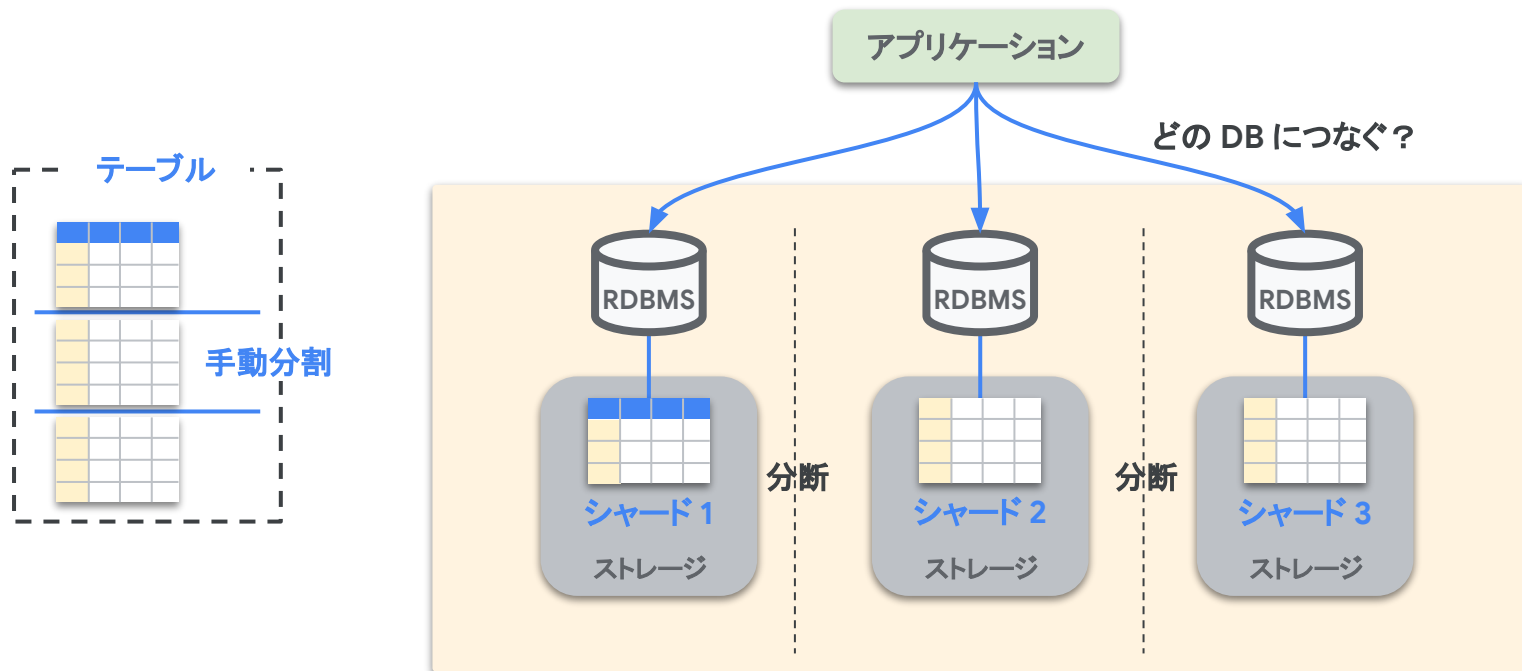 アプリケーション
どの DB につなぐ？
テーブル
手動分割
RDBMS
RDBMS
RDBMS
分断
分断
シャード 1
シャード 2
シャード 3
ストレージ
ストレージ
ストレージ